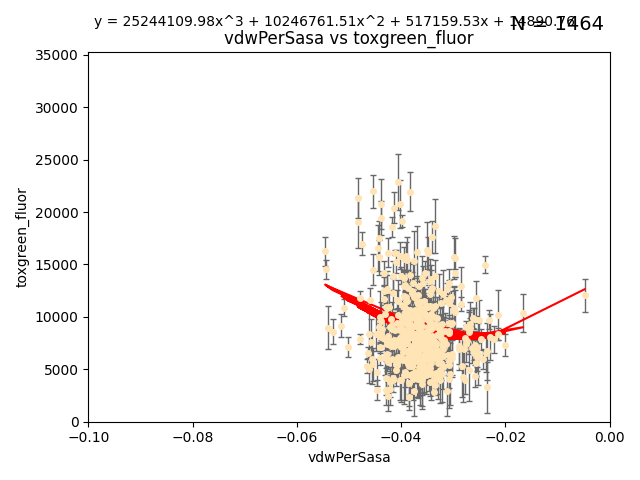 y = 25244109.98x^3 + 10246761.51x^2 + 517159.53x + 14890.76
N = 1464
vdwPerSasa vs toxgreen_fluor
35000
30000
25000
20000
15000
10000
5000
0
toxgreen_fluor
−0.10
−0.08
−0.06
−0.04
−0.02
0.00
vdwPerSasa